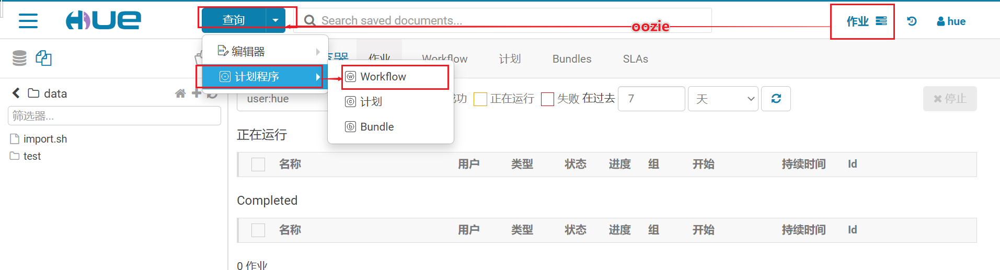 HUE
查询
Search saved documents...
oozie
作业
hue
编辑器
作业
Workflow
计划
Bundles
SLAs
计划程序
Workflow
计划
Bundle
data
筛选器...
import.sh
test
user:hue
正在运行
失败
在过去
7
天
停止
正在运行
名称 用户 类型 状态 进度 组 开始 持续时间 Id
Completed
名称 用户 类型 状态 进度 组 开始 持续时间 Id
0 作业